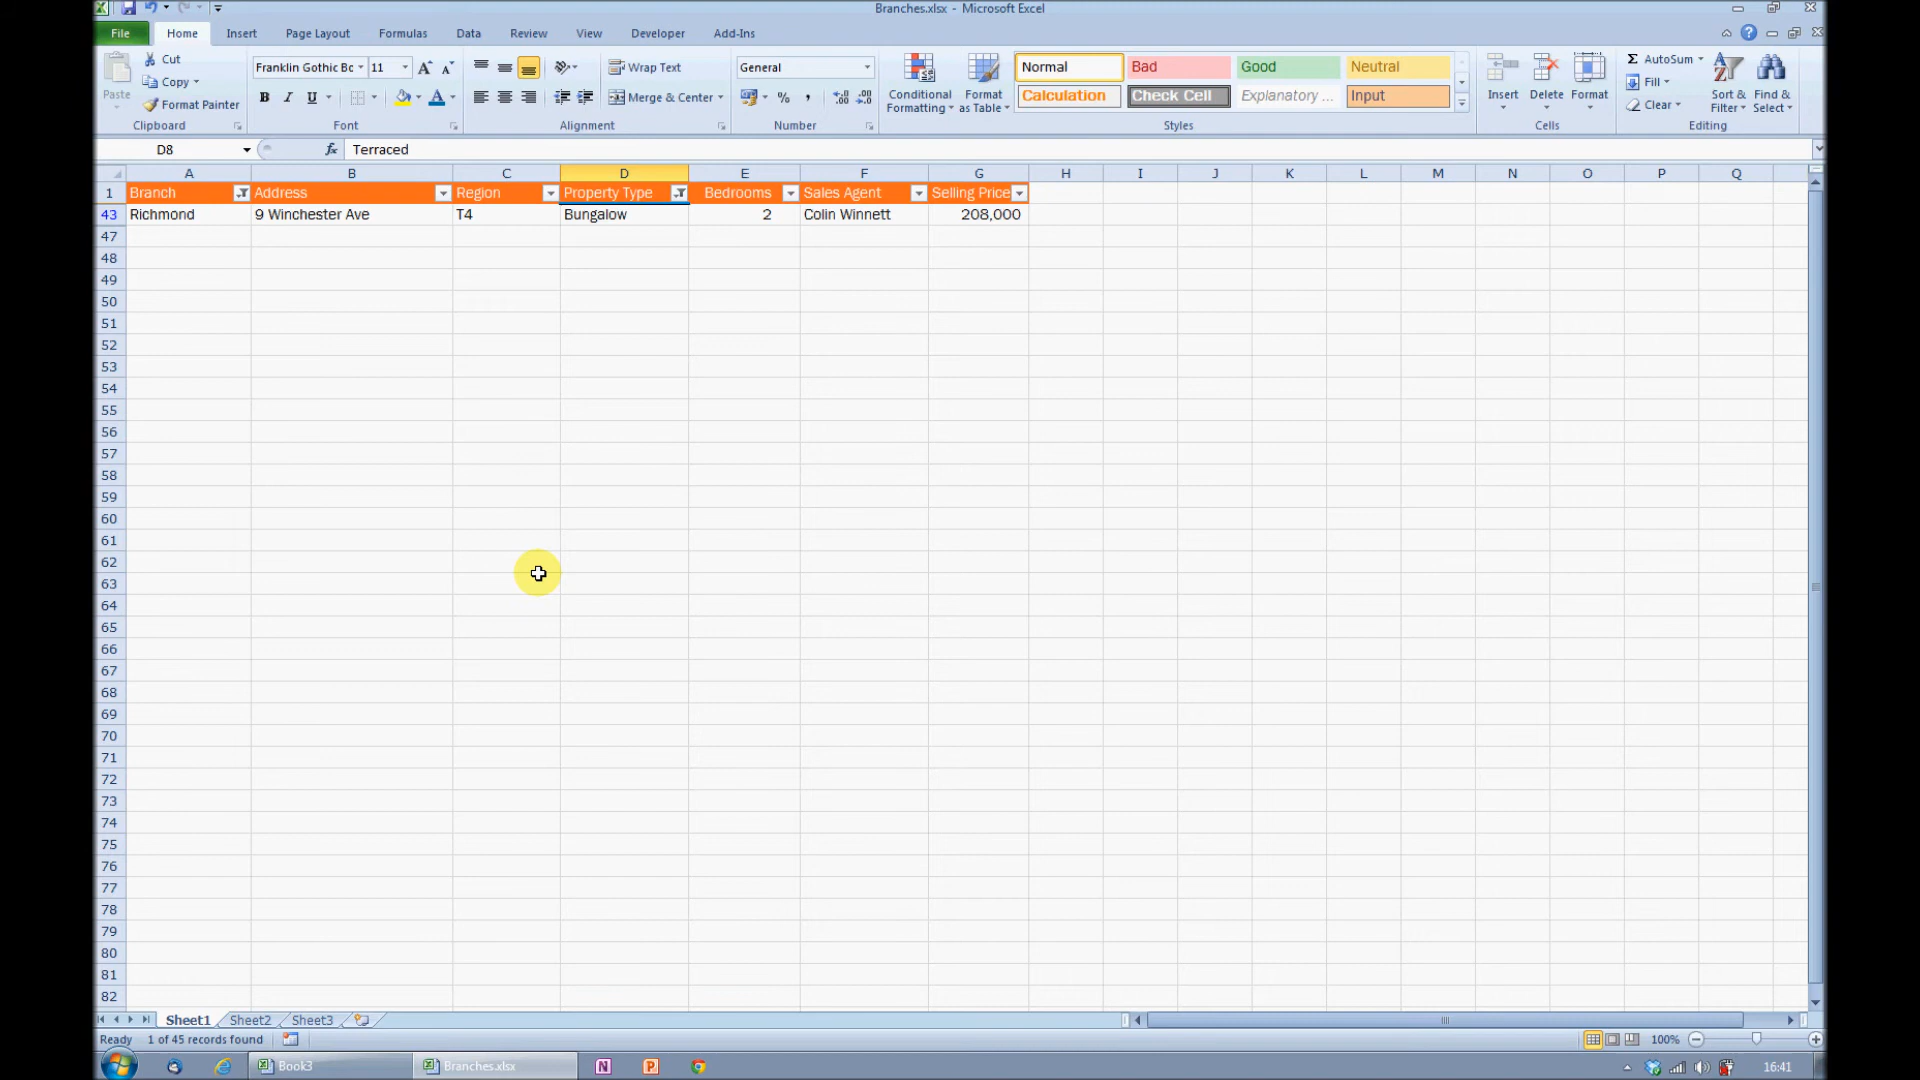 Branches.xlsx - Microsoft Excel
File Home Insert Page Layout Formulas Data Review View Developer Add-Ins
Paste Cut Copy Format Painter
Clipboard
Franklin Gothic Bc 11
B I U
Font
Wrap Text
Merge & Center
Alignment
General
% ,
Number
Conditional Formatting
Format as Table
Normal Bad Good Neutral
Calculation Check Cell Explanatory ... Input
Styles
Insert Delete Format
Cells
Σ AutoSum
Fill
Clear
Sort & Filter
Find & Select
Editing
D8 fx Terraced
A B C D E F G H I J K L M N O P Q
1 Branch Address Region Property Type Bedrooms Sales Agent Selling Price
43 Richmond 9 Winchester Ave T4 Bungalow 2 Colin Winnett 208,000
47
48
49
50
51
52
53
54
55
56
57
58
59
60
61
62
63
64
65
66
67
68
69
70
71
72
73
74
75
76
77
78
79
80
81
82
Sheet1 Sheet2 Sheet3
Ready 1 of 45 records found 100%
Book3 Branches.xlsx 16:41